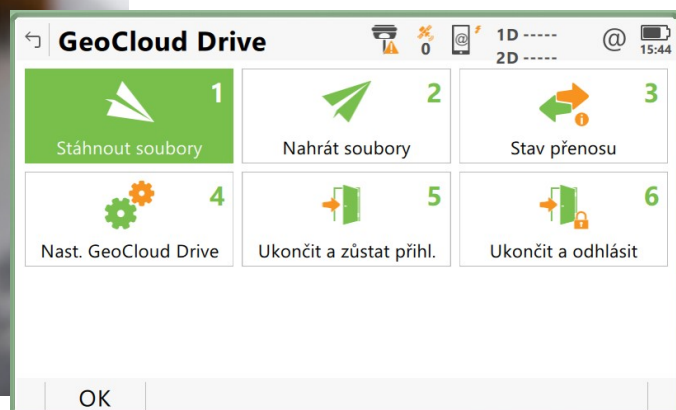 GeoCloud Drive
0
@
1D -----
2D -----
@
15:44
1
Stáhnout soubory
2
Nahrát soubory
3
Stav přenosu
4
Nast. GeoCloud Drive
5
Ukončit a zůstat přihl.
6
Ukončit a odhlásit
OK